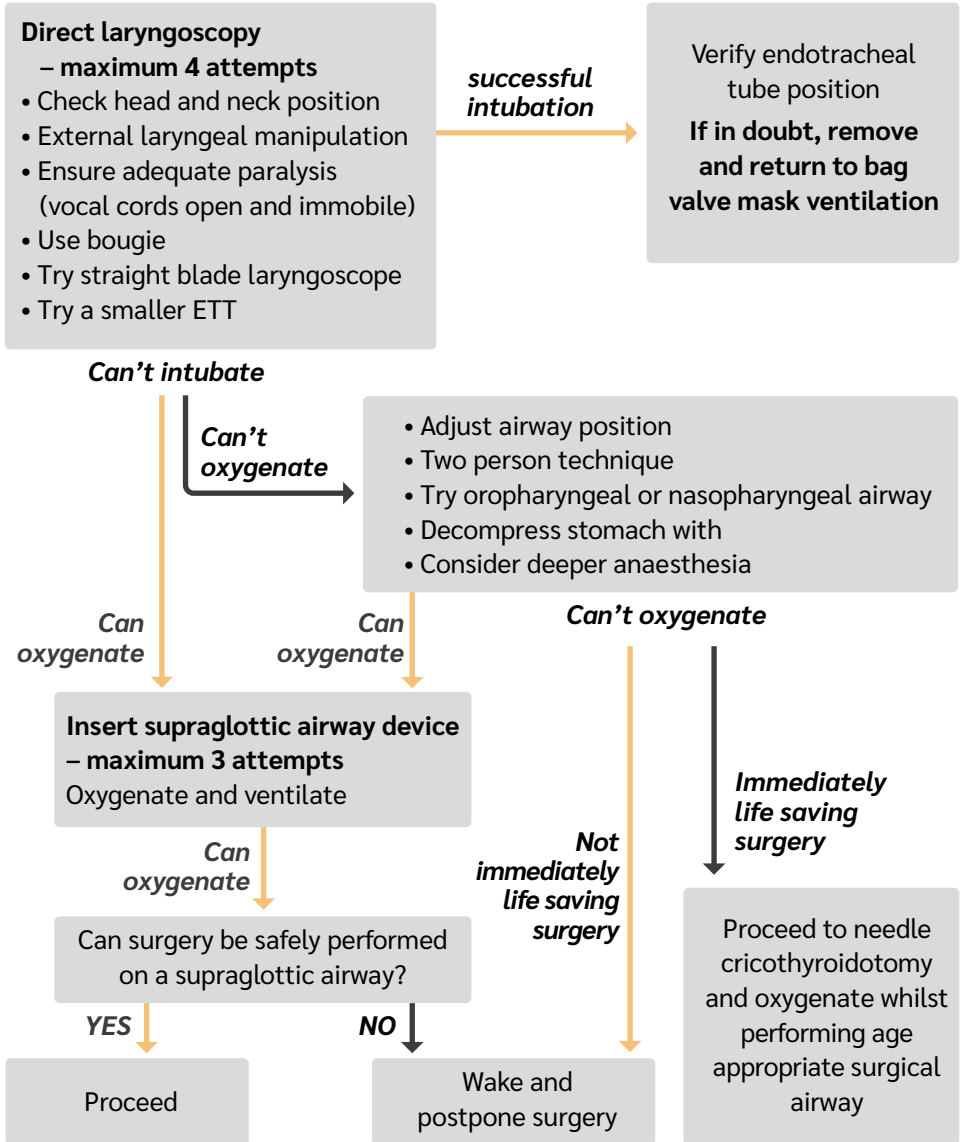 Direct laryngoscopy
– maximum 4 attempts
• Check head and neck position
• External laryngeal manipulation
• Ensure adequate paralysis
(vocal cords open and immobile)
• Use bougie
• Try straight blade laryngoscope
• Try a smaller ETT
successful
intubation
Verify endotracheal
tube position
If in doubt, remove
and return to bag
valve mask ventilation
Can't intubate
Can't
oxygenate
• Adjust airway position
• Two person technique
• Try oropharyngeal or nasopharyngeal airway
• Decompress stomach with
• Consider deeper anaesthesia
Can
oxygenate
Can
oxygenate
Can't oxygenate
Insert supraglottic airway device
– maximum 3 attempts
Oxygenate and ventilate
Can
oxygenate
Not
immediately
life saving
surgery
Immediately
life saving
surgery
Can surgery be safely performed
on a supraglottic airway?
YES
NO
Proceed
Wake and
postpone surgery
Proceed to needle
cricothyroidotomy
and oxygenate whilst
performing age
appropriate surgical
airway